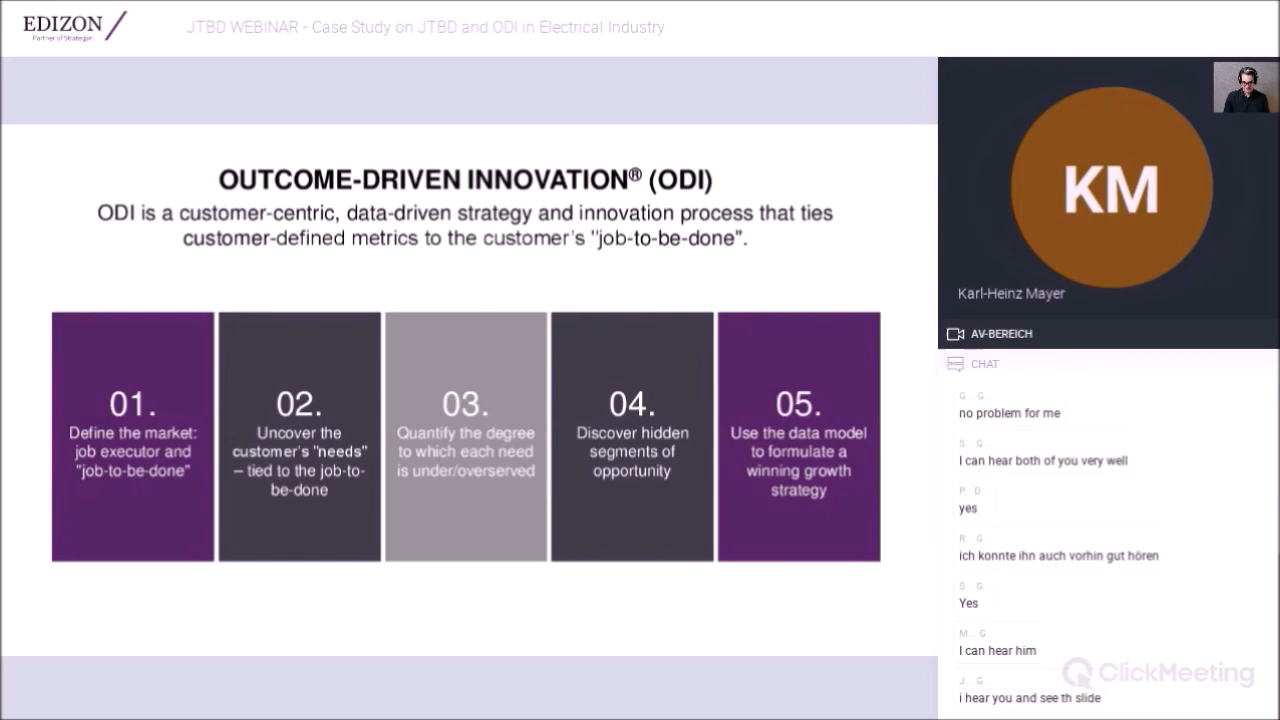 EDIZON
Partner of Strategyn
JTBD WEBINAR - Case Study on JTBD and ODI in Electrical Industry
OUTCOME-DRIVEN INNOVATION® (ODI)
ODI is a customer-centric, data-driven strategy and innovation process that ties
customer-defined metrics to the customer's "job-to-be-done".
01.
Define the market:
job executor and
"job-to-be-done"
02.
Uncover the
customer's "needs"
– tied to the job-to-
be-done
03.
Quantify the degree
to which each need
is under/overserved
04.
Discover hidden
segments of
opportunity
05.
Use the data model
to formulate a
winning growth
strategy
KM
Karl-Heinz Mayer
AV-BEREICH
CHAT
G... G...
no problem for me
S... G...
I can hear both of you very well
P... D...
yes
R... G...
ich konnte ihn auch vorhin gut hören
S... G...
Yes
M... G...
I can hear him
J... G...
i hear you and see th slide
ClickMeeting